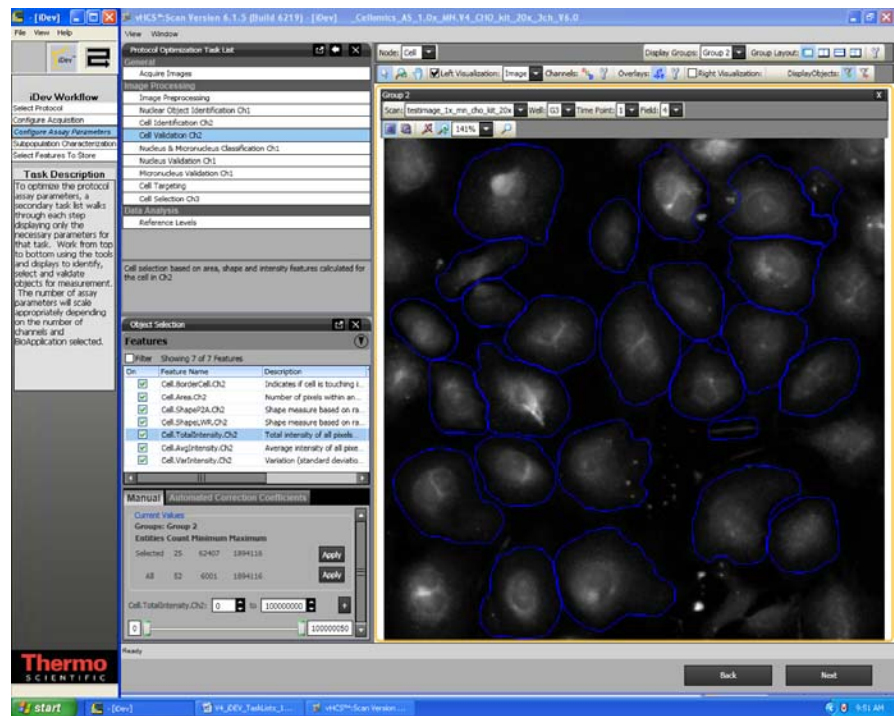 - [iDev]
vHCS™:Scan Version 6.1.5 (Build 6219) - [iDev] _Cellomics_AS_1.0x_MN.V4_CHO_kit_20x_3ch_V6.0
File View Help
View Window
iDev
iDev Workflow
Select Protocol
Configure Acquisition
Configure Assay Parameters
Subpopulation Characterization
Select Features To Store
Task Description
To optimize the protocol
assay parameters, a
secondary task list walks
through each step
displaying only the
necessary parameters for
that task. Work from top
to bottom using the tools
and displays to identify,
select and validate
objects for measurement.
The number of assay
parameters will scale
appropriately depending
on the number of
channels and
BioApplication selected.
Thermo
SCIENTIFIC
Protocol Optimization Task List
General
Acquire Images
Image Processing
Image Preprocessing
Nuclear Object Identification Ch1
Cell Identification Ch2
Cell Validation Ch2
Nucleus & Micronucleus Classification Ch1
Nucleus Validation Ch1
Micronucleus Validation Ch1
Cell Targeting
Cell Selection Ch3
Data Analysis
Reference Levels
Cell selection based on area, shape and intensity features calculated for
the cell in Ch2
Object Selection
Features
Filter Showing 7 of 7 Features
On Feature Name Description
Cell.BorderCell.Ch2 Indicates if cell is touching i...
Cell.Area.Ch2 Number of pixels within an...
Cell.ShapeP2A.Ch2 Shape measure based on ra...
Cell.ShapeLWR.Ch2 Shape measure based on ra...
Cell.TotalIntensity.Ch2 Total intensity of all pixels...
Cell.AvgIntensity.Ch2 Average intensity of all pixe...
Cell.VarIntensity.Ch2 Variation (standard deviatio...
Manual Automated Correction Coefficients
Current Values
Groups: Group 2
Entities Count Minimum Maximum
Selected 25 62407 1894116 Apply
All 52 6001 1894116 Apply
Cell.TotalIntensity.Ch2: 0 to 100000000 +
0 100000050
Node: Cell Display Groups: Group 2 Group Layout:
Left Visualization: Image Channels: Overlays: Right Visualization: DisplayObjects:
Group 2 X
Scan: testimage_1x_mn_cho_kit_20x Well: G3 Time Point: 1 Field: 4
141%
Ready
Back Next
start - [iDev] V4_iDEV_TaskLists_1... vHCS™:Scan Version ... 9:51 AM